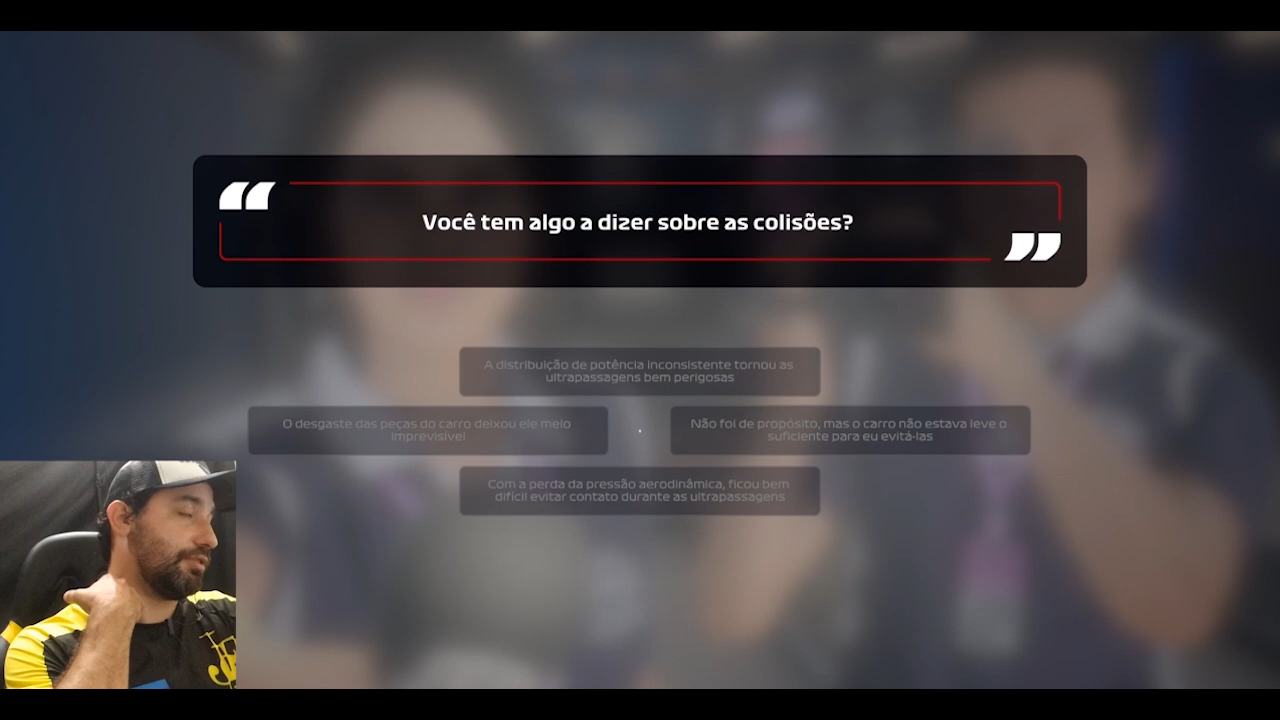 Você tem algo a dizer sobre as colisões?
A distribuição de potência inconsistente tornou as
ultrapassagens bem perigosas
O desgaste das peças do carro deixou ele meio
imprevisível
Não foi de propósito, mas o carro não estava leve o
suficiente para eu evitá-las
Com a perda da pressão aerodinâmica, ficou bem
difícil evitar contato durante as ultrapassagens